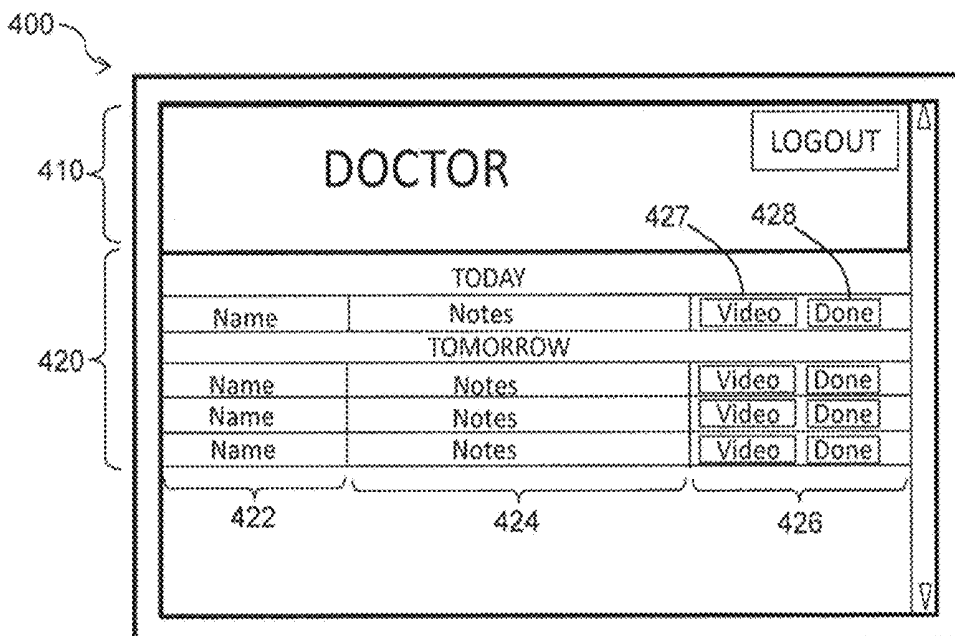 400
410
LOGOUT
DOCTOR
427 428
TODAY
Name Notes Video Done
420
TOMORROW
Name Notes Video Done
Name Notes Video Done
Name Notes Video Done
422 424 426